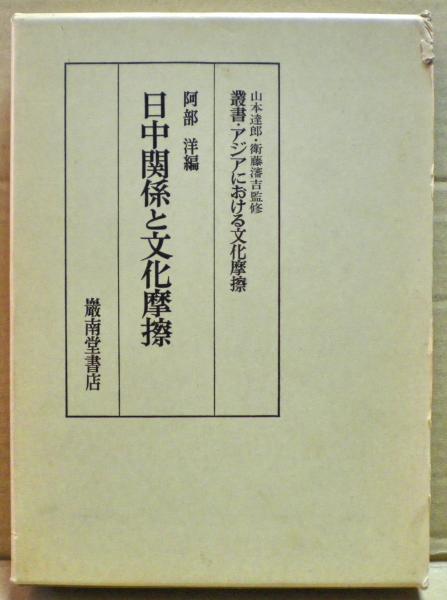 山本達郎・衛藤瀋吉監修
叢書・アジアにおける文化摩擦
阿部 洋編
日中関係と文化摩擦
巖南堂書店